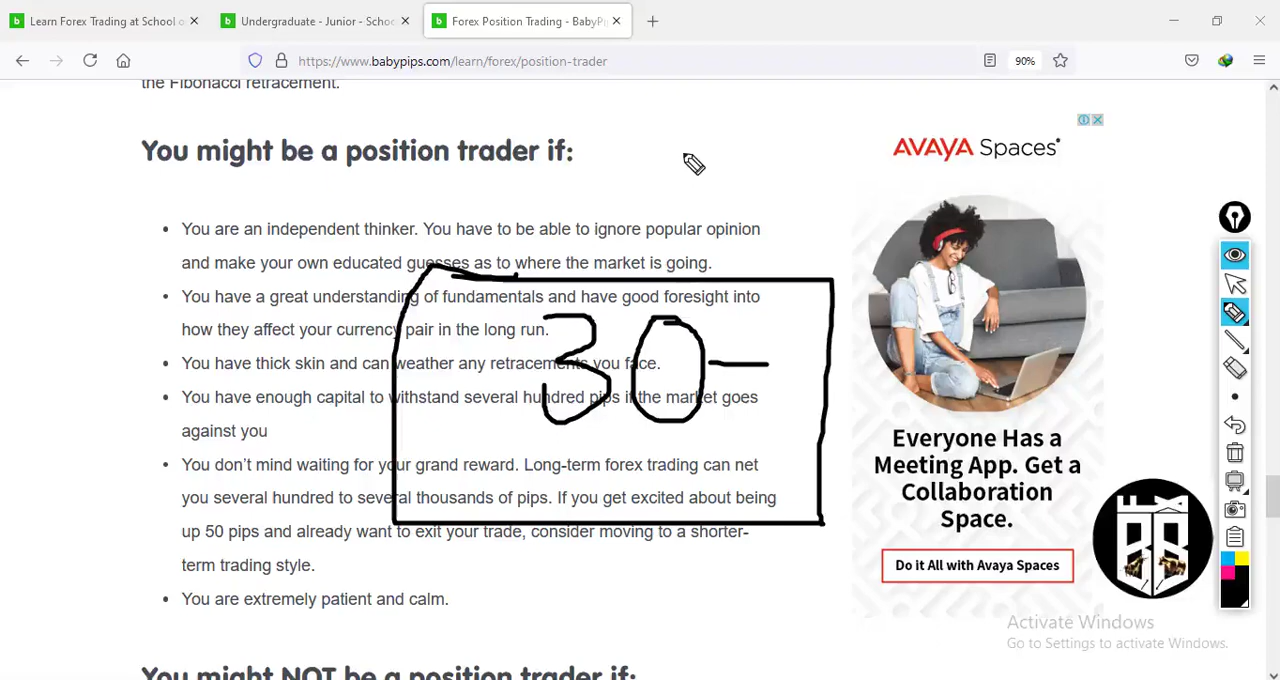 Learn Forex Trading at School o
Undergraduate - Junior - Schoo
Forex Position Trading - BabyPi
https://www.babypips.com/learn/forex/position-trader
90%
the Fibonacci retracement.
You might be a position trader if:
• You are an independent thinker. You have to be able to ignore popular opinion
and make your own educated guesses as to where the market is going.
• You have a great understanding of fundamentals and have good foresight into
how they affect your currency pair in the long run.
• You have thick skin and can weather any retracements you face.
• You have enough capital to withstand several hundred pips if the market goes
against you
• You don’t mind waiting for your grand reward. Long-term forex trading can net
you several hundred to several thousands of pips. If you get excited about being
up 50 pips and already want to exit your trade, consider moving to a shorter-
term trading style.
• You are extremely patient and calm.
You might NOT be a position trader if:
30-
AVAYA Spaces
Everyone Has a
Meeting App. Get a
Collaboration
Space.
Do it All with Avaya Spaces
BB
Activate Windows
Go to Settings to activate Windows.